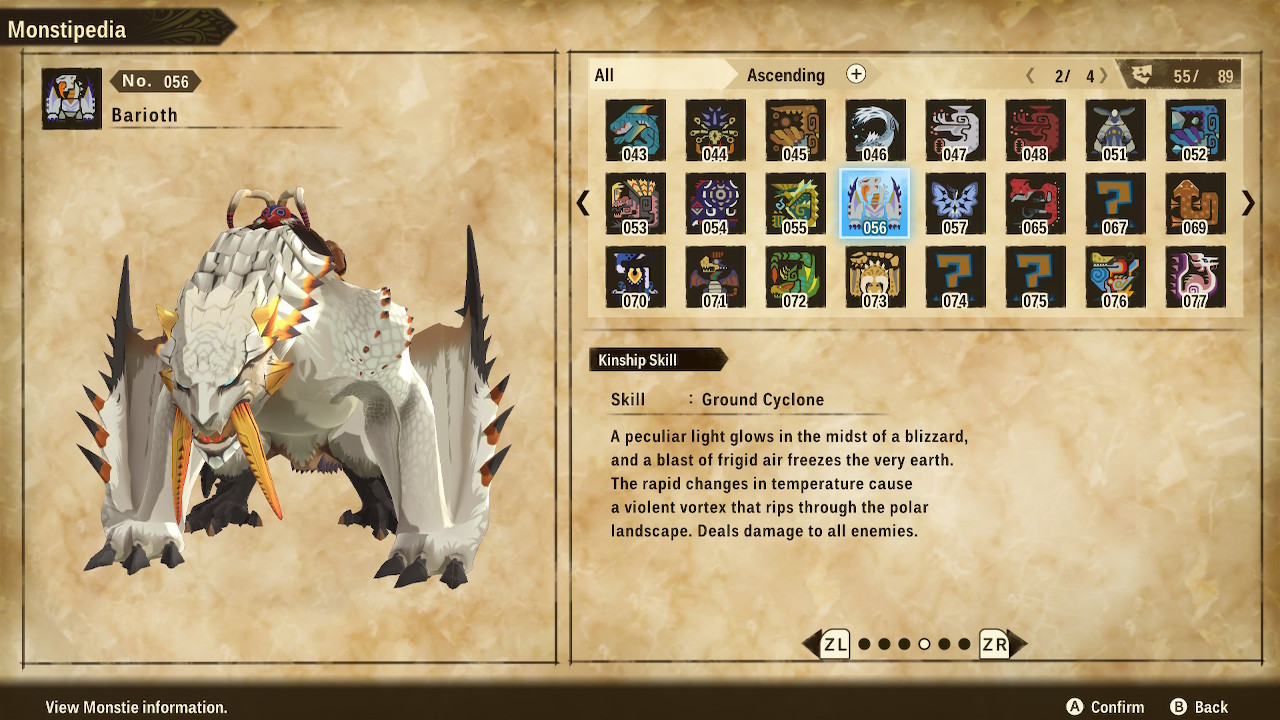 Monstipedia
No. 056
Barioth
All
Ascending
2/ 4
55/ 89
043 044 045 046 047 048 051 052
053 054 055 056 057 065 067 069
070 071 072 073 074 075 076 077
Kinship Skill
Skill : Ground Cyclone
A peculiar light glows in the midst of a blizzard,
and a blast of frigid air freezes the very earth.
The rapid changes in temperature cause
a violent vortex that rips through the polar
landscape. Deals damage to all enemies.
ZL ZR
View Monstie information.
A Confirm B Back